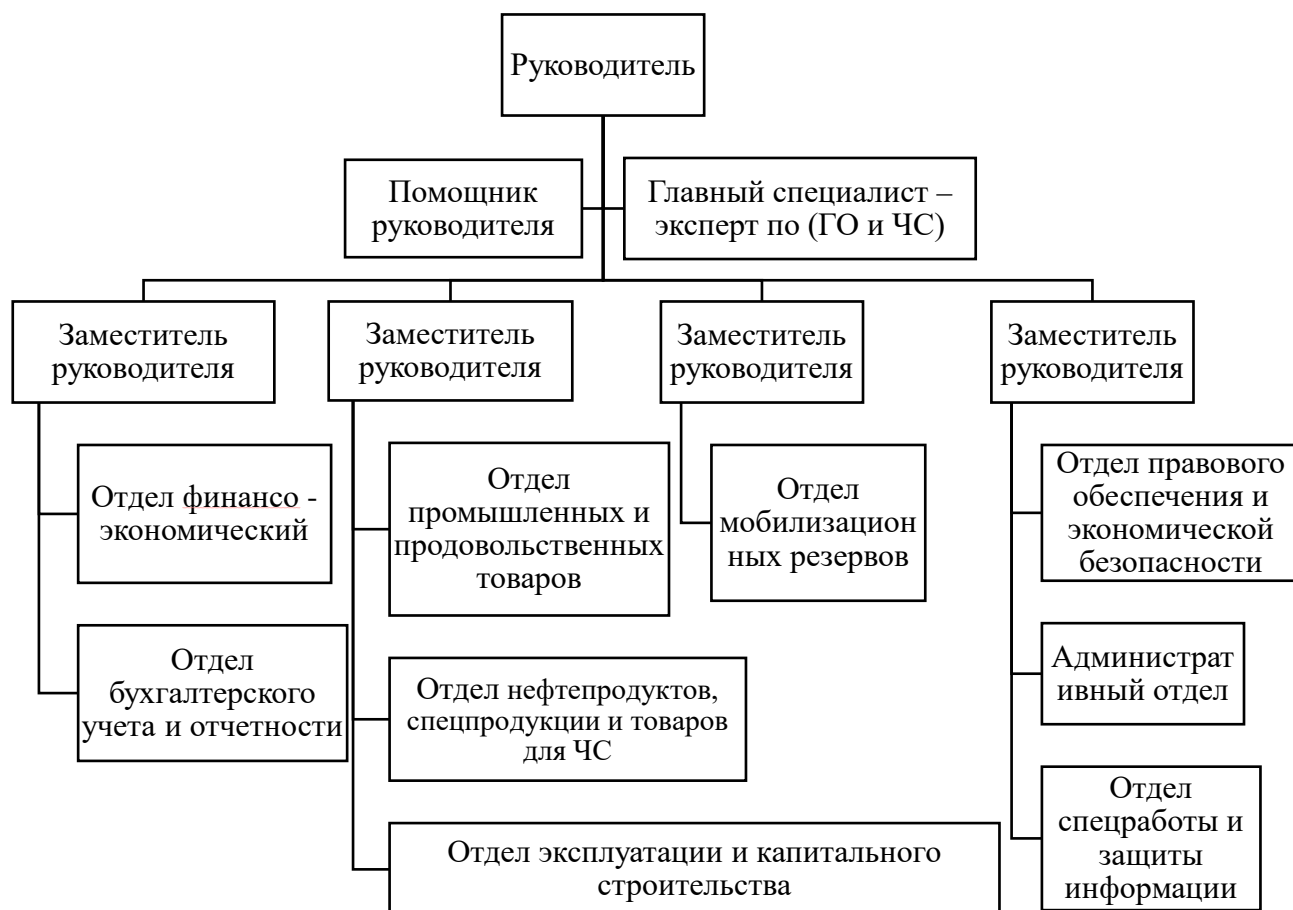 Руководитель
Помощник
руководителя
Главный специалист –
эксперт по (ГО и ЧС)
Заместитель
руководителя
Заместитель
руководителя
Заместитель
руководителя
Заместитель
руководителя
Отдел финансо -
экономический
Отдел
бухгалтерского
учета и отчетности
Отдел
промышленных и
продовольственных
товаров
Отдел нефтепродуктов,
спецпродукции и товаров
для ЧС
Отдел эксплуатации и капитального
строительства
Отдел
мобилизацион
ных резервов
Отдел правового
обеспечения и
экономической
безопасности
Администрат
ивный отдел
Отдел
спецработы и
защиты
информации